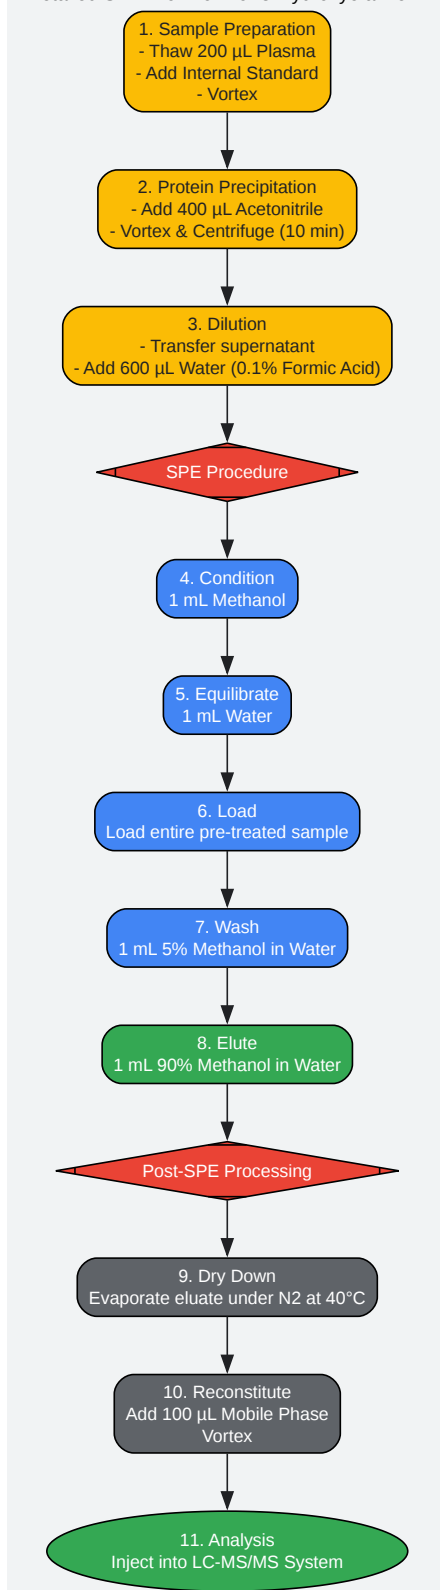 1. Sample Preparation
- Thaw 200 µL Plasma
- Add Internal Standard
- Vortex
2. Protein Precipitation
- Add 400 µL Acetonitrile
- Vortex & Centrifuge (10 min)
3. Dilution
- Transfer supernatant
- Add 600 µL Water (0.1% Formic Acid)
SPE Procedure
4. Condition
1 mL Methanol
5. Equilibrate
1 mL Water
6. Load
Load entire pre-treated sample
7. Wash
1 mL 5% Methanol in Water
8. Elute
1 mL 90% Methanol in Water
Post-SPE Processing
9. Dry Down
Evaporate eluate under N2 at 40°C
10. Reconstitute
Add 100 µL Mobile Phase
Vortex
11. Analysis
Inject into LC-MS/MS System